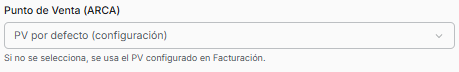 Punto de Venta (ARCA)
PV por defecto (configuración)
Si no se selecciona, se usa el PV configurado en Facturación.